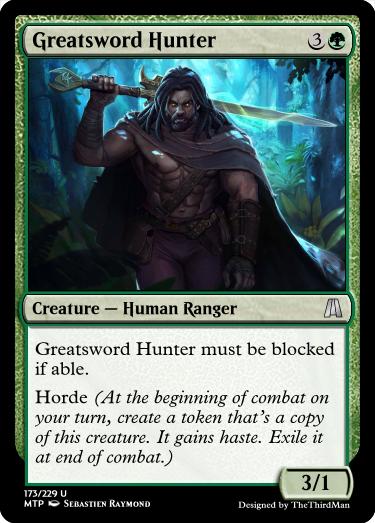 Greatsword Hunter 3
Creature — Human Ranger
Greatsword Hunter must be blocked
if able.
Horde (At the beginning of combat on
your turn, create a token that's a copy
of this creature. It gains haste. Exile it
at end of combat.)
3/1
173/229 U
MTP Sebastien Raymond
Designed by TheThirdMan